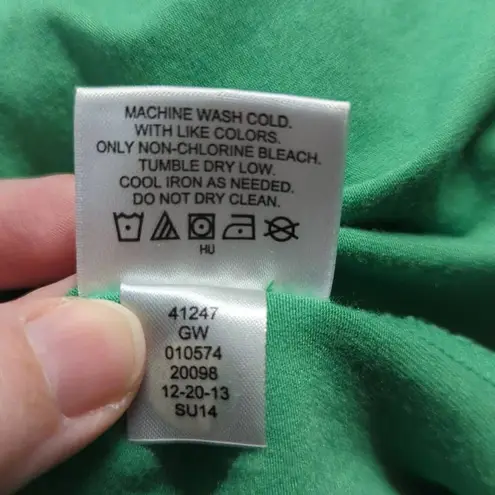 MACHINE WASH COLD.
WITH LIKE COLORS.
ONLY NON-CHLORINE BLEACH.
TUMBLE DRY LOW.
COOL IRON AS NEEDED.
DO NOT DRY CLEAN.
HU
41247
GW
010574
20098
12-20-13
SU14